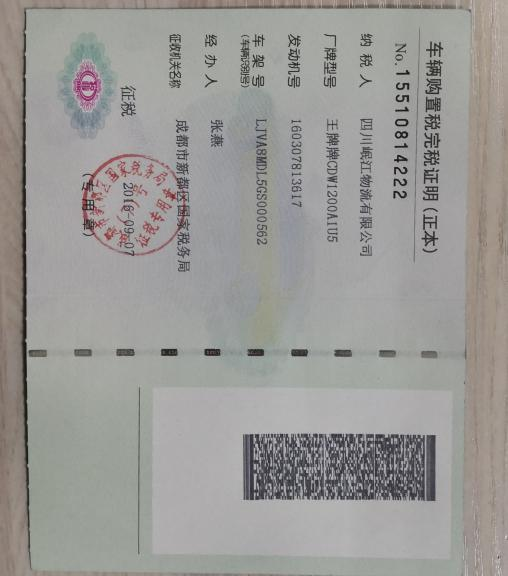 车辆购置税完税证明(正本)
No.15510814222
纳税人 四川岷江物流有限公司
厂牌型号 王牌牌CDW1200A1U5
发动机号 160307813617
车架号 LJVA8MDL5GS000562
(车辆识别号)
经办人 张燕
征收机关名称 成都市新都区国家税务局
征税
2016-09-07
(专用章)